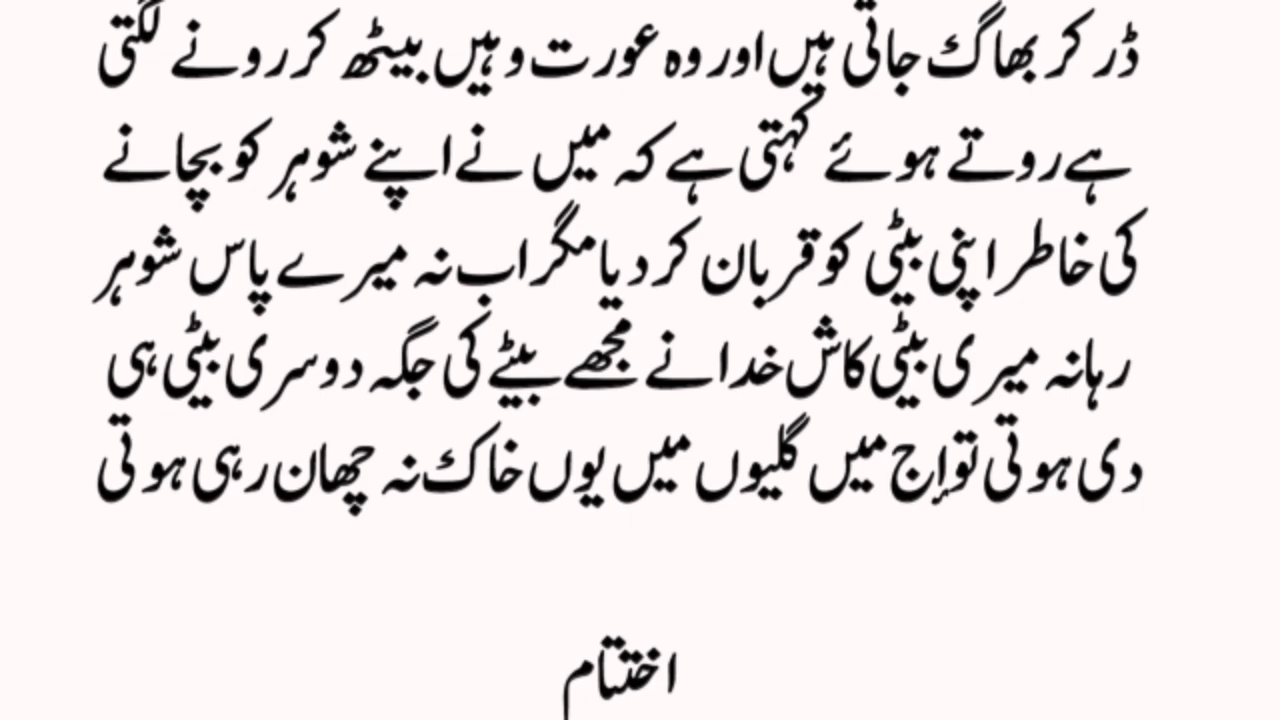 ڈر کر بھاگ جاتی ہیں اور وہ عورت وہیں بیٹھ کر رونے لگتی
ہے روتے ہوئے کہتی ہے کہ میں نے اپنے شوہر کو بچانے
کی خاطر اپنی بیٹی کو قربان کر دیا مگر اب نہ میرے پاس شوہر
رہا نہ میری بیٹی کاش خدا نے مجھے بیٹے کی جگہ دوسری بیٹی ہی
دی ہوتی تو اِج میں گلیوں میں یوں خاک نہ چھان رہی ہوتی
اختتام